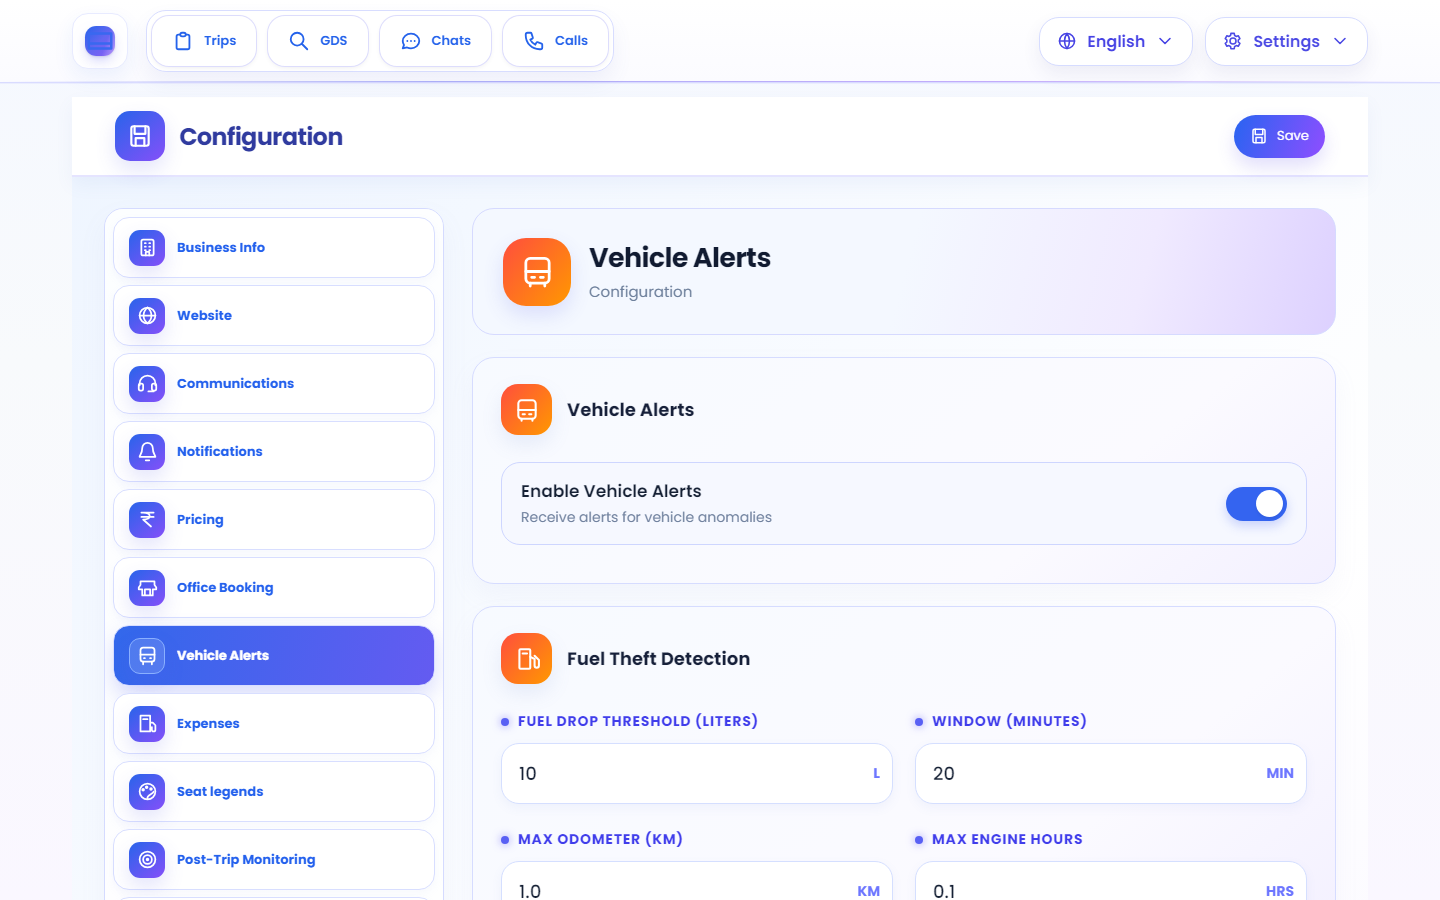 Trips
GDS
Chats
Calls
English
Settings
Configuration
Save
Business Info
Website
Communications
Notifications
Pricing
Office Booking
Vehicle Alerts
Expenses
Seat legends
Post-Trip Monitoring
Vehicle Alerts
Configuration
Vehicle Alerts
Enable Vehicle Alerts
Receive alerts for vehicle anomalies
Fuel Theft Detection
FUEL DROP THRESHOLD (LITERS)
10 L
WINDOW (MINUTES)
20 MIN
MAX ODOMETER (KM)
1.0 KM
MAX ENGINE HOURS
0.1 HRS